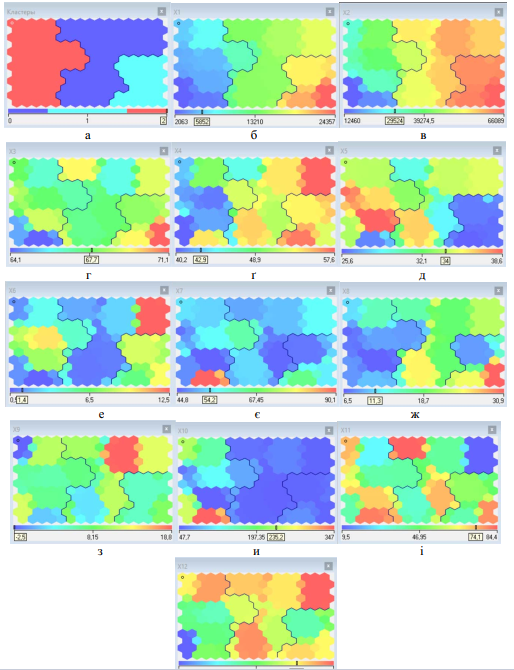 Кластеры
X1
X2
0 1 2
2063 5952 13210 24357
12460 29524 39274,5 66089
а б в
X3
X4
X5
64,1 67,7 71,1
40,2 42,9 48,9 57,6
25,6 32,1 34 38,6
г ґ д
X6
X7
X8
1,4 6,5 12,5
44,8 54,2 67,45 90,1
6,5 11,3 18,7 30,9
е є ж
X9
X10
X11
-2,5 8,15 18,8
47,7 197,35 235,2 347
9,5 46,95 74,1 84,4
з и і
X12